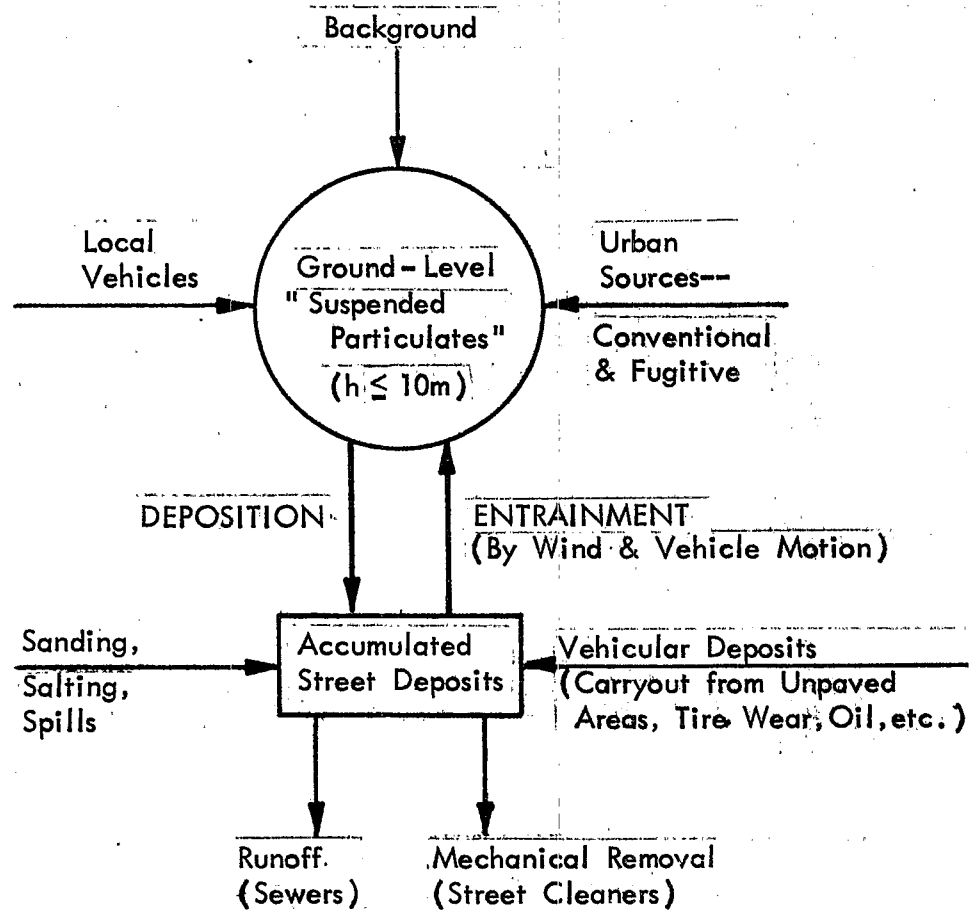 Background
Local
Vehicles
Ground-Level
"Suspended
Particulates"
(h ≦ 10m)
Urban
Sources--
Conventional
& Fugitive
DEPOSITION
ENTRAINMENT
(By Wind & Vehicle Motion)
Sanding,
Salting,
Spills
Accumulated
Street Deposits
Vehicular Deposits
(Carryout from Unpaved
Areas, Tire Wear, Oil, etc.)
Runoff
(Sewers)
Mechanical Removal
(Street Cleaners)